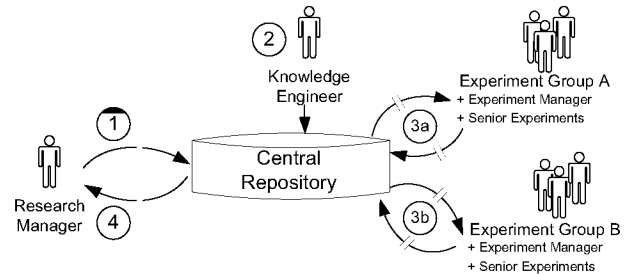 2
Knowledge
Engineer
Experiment Group A
+ Experiment Manager
+ Senior Experiments
1
3a
Central
Repository
Research
Manager
4
3b
Experiment Group B
+ Experiment Manager
+ Senior Experiments